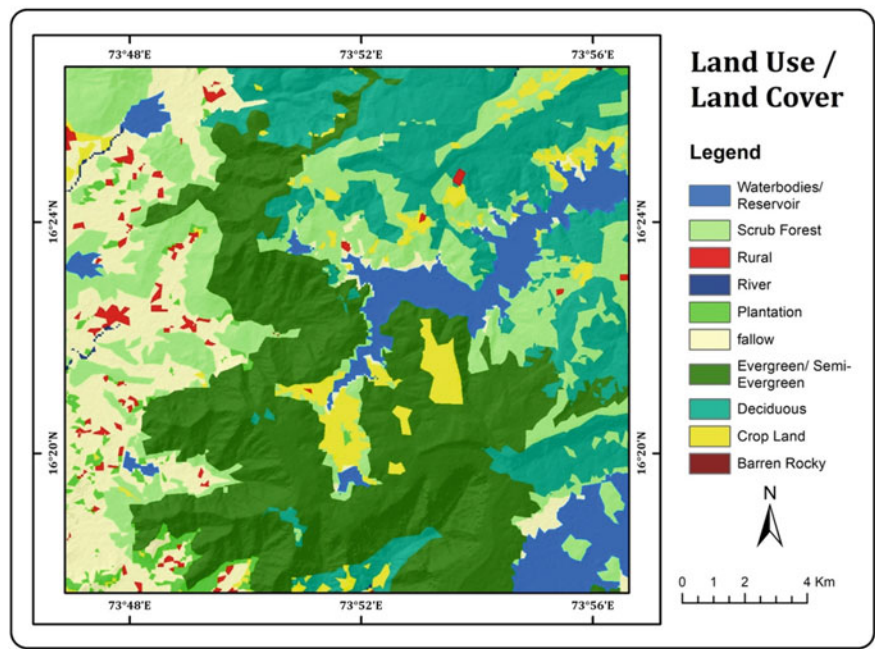 73°48'E 73°52'E 73°56'E
16°24'N 16°24'N
16°20'N 16°20'N
73°48'E 73°52'E 73°56'E
Land Use /
Land Cover
Legend
Waterbodies/
Reservoir
Scrub Forest
Rural
River
Plantation
fallow
Evergreen/ Semi-
Evergreen
Deciduous
Crop Land
Barren Rocky
N
0 1 2 4 Km